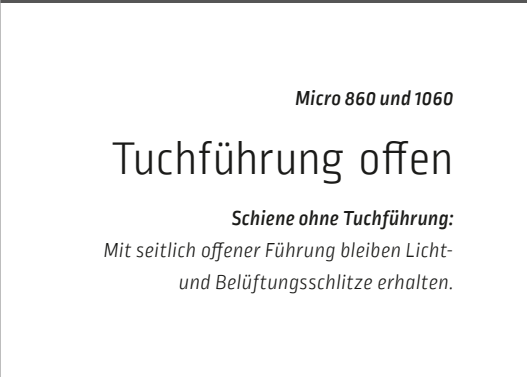 Micro 860 und 1060
Tuchführung offen
Schiene ohne Tuchführung:
Mit seitlich offener Führung bleiben Licht-
und Belüftungsschlitze erhalten.